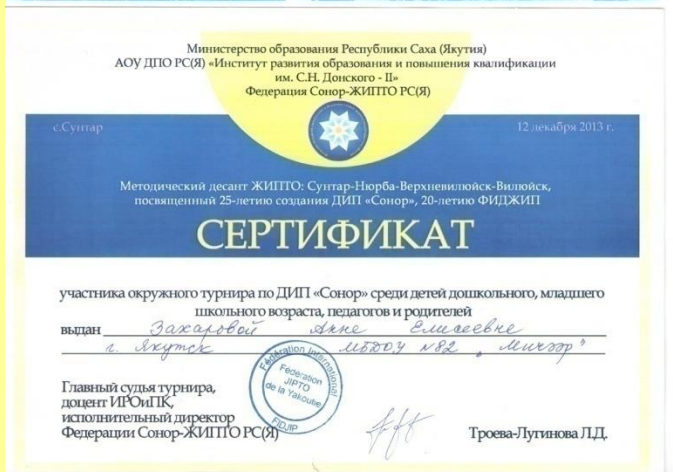 Министерство образования Республики Саха (Якутия)
АОУ ДПО РС(Я) «Институт развития образования и повышения квалификации
им. С.Н. Донского - II»
Федерация Сонор-ЖИПТО РС(Я)
с.Сунтар
12 декабря 2013 г.
Методический десант ЖИПТО: Сунтар-Нюрба-Верхневилюйск-Вилюйск,
посвященный 25-летию создания ДИП «Сонор», 20-летию ФИДЖИП
СЕРТИФИКАТ
участника окружного турнира по ДИП «Сонор» среди детей дошкольного, младшего
школьного возраста, педагогов и родителей
выдан Захаровой Анне Елисеевне
г. Якутск МБДОУ №82 „Мичээр"
Fédération International
Féderation
JIPTO
de la Yakoutie
FIDJIP
Главный судья турнира,
доцент ИРОиПК,
исполнительный директор
Федерации Сонор-ЖИПТО РС(Я)
Троева-Лугинова Л.Д.